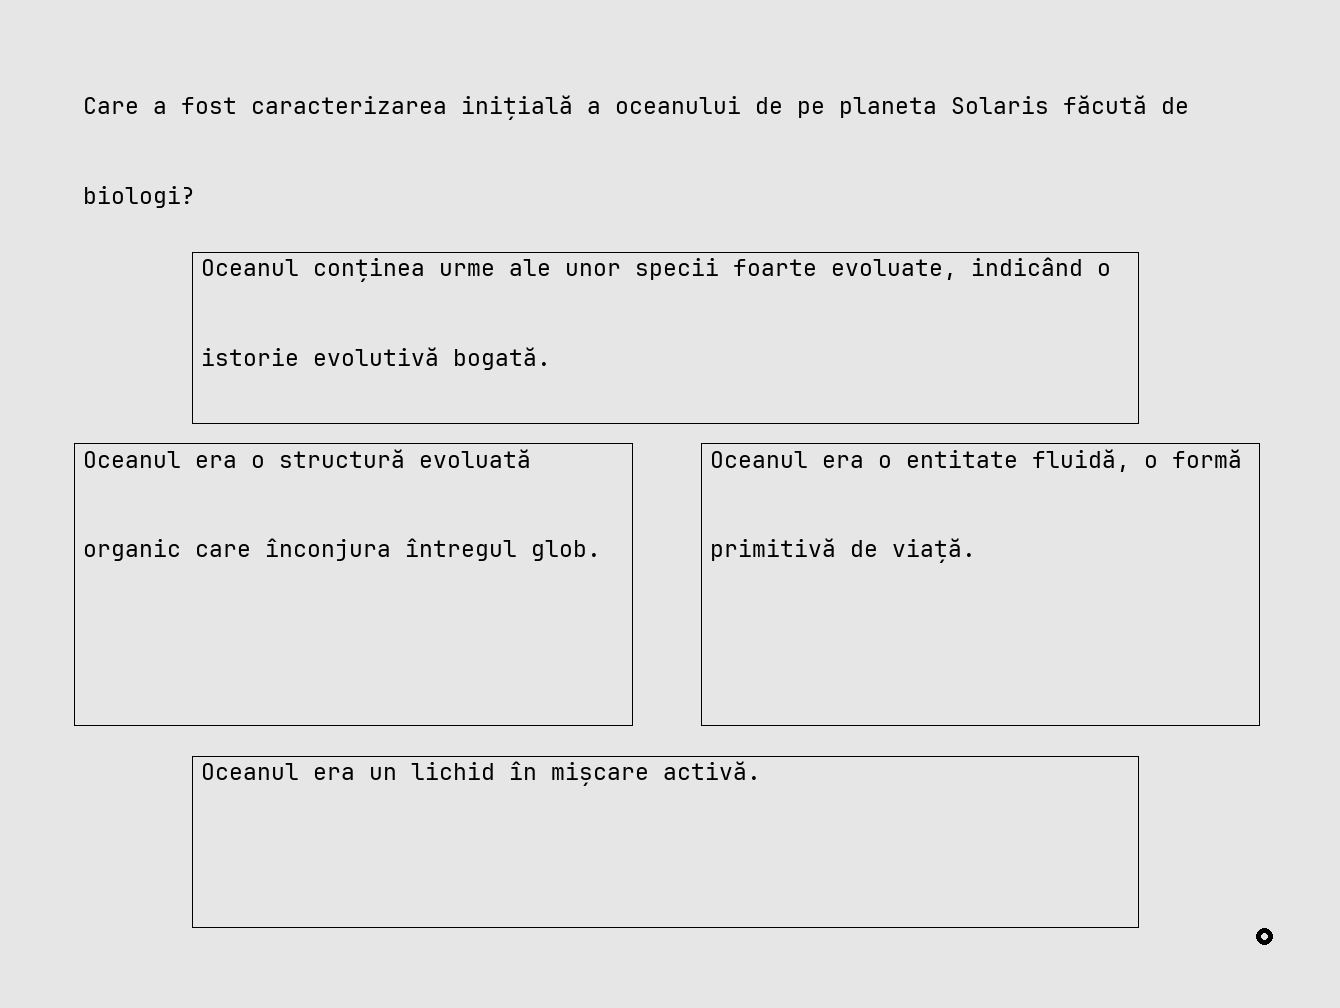 Care a fost caracterizarea inițială a oceanului de pe planeta Solaris făcută de
biologi?
Oceanul conținea urme ale unor specii foarte evoluate, indicând o
istorie evolutivă bogată.
Oceanul era o structură evoluată
organic care înconjura întregul glob.
Oceanul era o entitate fluidă, o formă
primitivă de viață.
Oceanul era un lichid în mișcare activă.